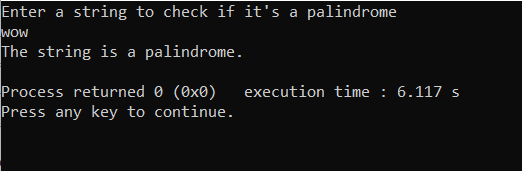 Enter a string to check if it's a palindrome
wow
The string is a palindrome.
Process returned 0 (0x0)   execution time : 6.117 s
Press any key to continue.